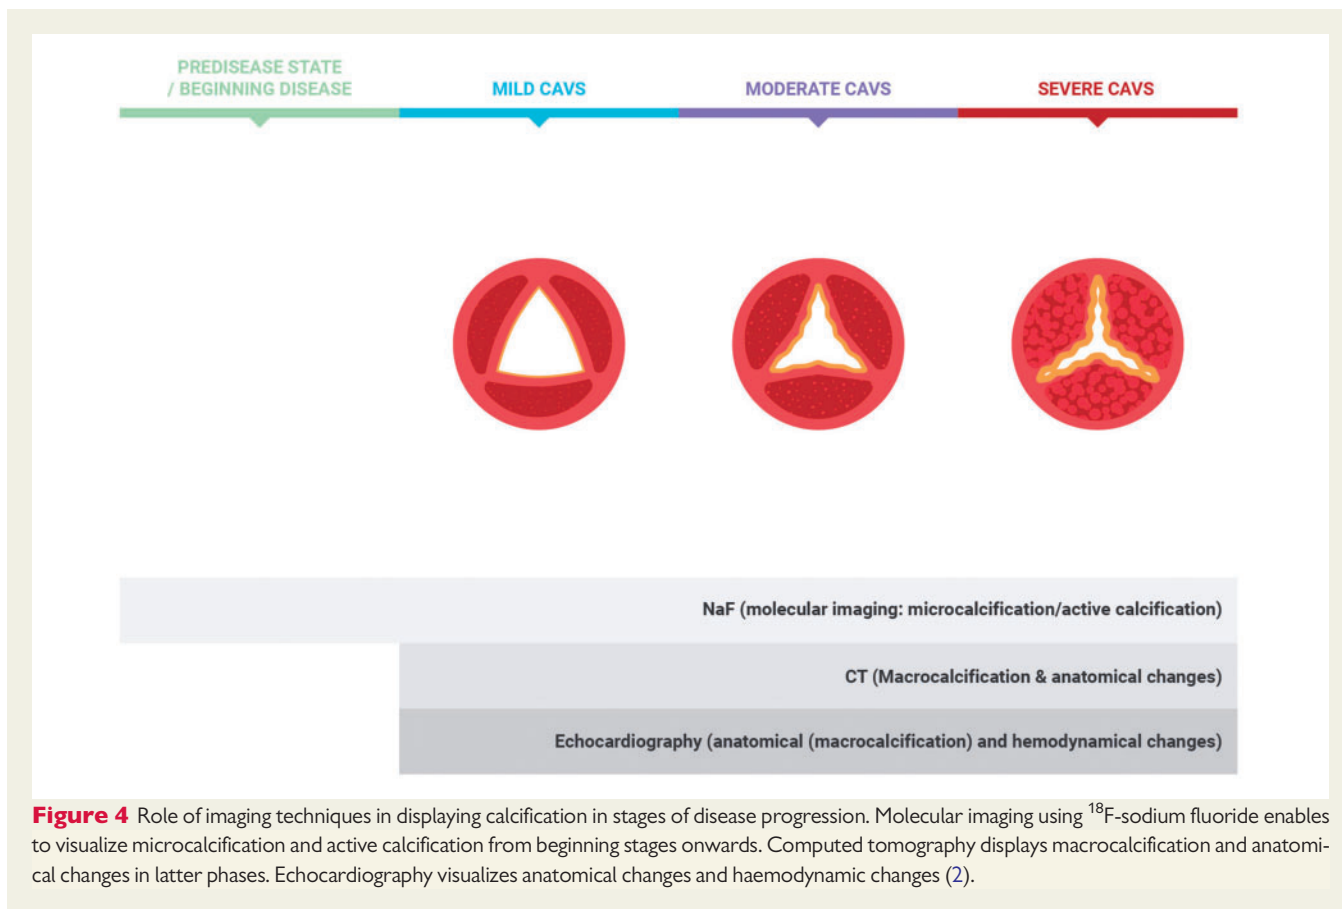 PREDISEASE STATE
/ BEGINNING DISEASE
MILD CAVS
MODERATE CAVS
SEVERE CAVS
NaF (molecular imaging: microcalcification/active calcification)
CT (Macrocalcification & anatomical changes)
Echocardiography (anatomical (macrocalcification) and hemodynamical changes)
Figure 4 Role of imaging techniques in displaying calcification in stages of disease progression. Molecular imaging using ¹⁸F-sodium fluoride enables
to visualize microcalcification and active calcification from beginning stages onwards. Computed tomography displays macrocalcification and anatomi-
cal changes in latter phases. Echocardiography visualizes anatomical changes and haemodynamic changes (2).